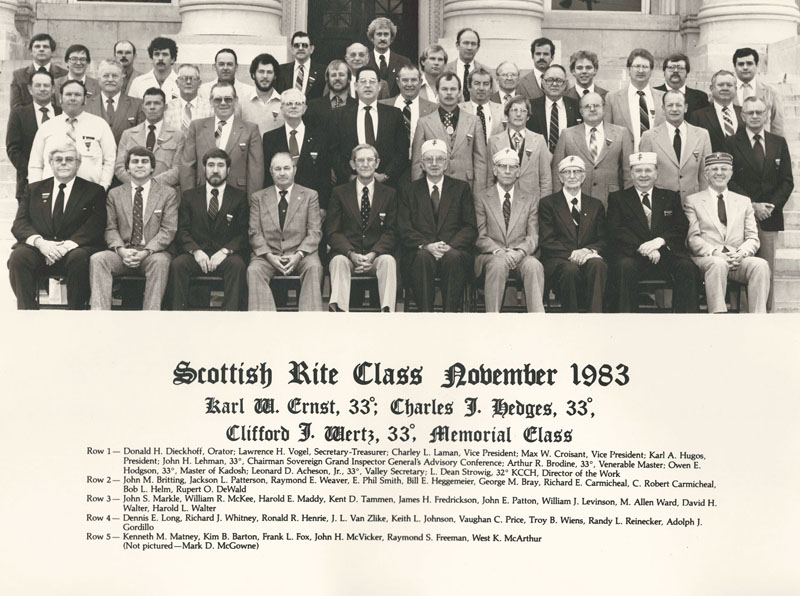 Scottish Rite Class November 1983
Karl W. Ernst, 33°; Charles J. Hedges, 33°,
Clifford J. Wertz, 33°, Memorial Class
Row 1— Donald H. Dieckhoff, Orator; Lawrence H. Vogel, Secretary-Treasurer; Charley L. Laman, Vice President; Max W. Croisant, Vice President; Karl A. Hugos,
President; John H. Lehman, 33°, Chairman Sovereign Grand Inspector General's Advisory Conference; Arthur R. Brodine, 33°, Venerable Master; Owen E.
Hodgson, 33°, Master of Kadosh; Leonard D. Acheson, Jr., 33°, Valley Secretary; L. Dean Strowig, 32° KCCH, Director of the Work
Row 2— John M. Britting, Jackson L. Patterson, Raymond E. Weaver, E. Phil Smith, Bill E. Heggemeier, George M. Bray, Richard E. Carmicheal, C. Robert Carmicheal,
Bob L. Helm, Rupert O. DeWald
Row 3— John S. Markle, William R. McKee, Harold E. Maddy, Kent D. Tammen, James H. Fredrickson, John E. Patton, William J. Levinson, M. Allen Ward, David H.
Walter, Harold L. Walter
Row 4— Dennis E. Long, Richard J. Whitney, Ronald R. Henrie, J. L. Van Zlike, Keith L. Johnson, Vaughan C. Price, Troy B. Wiens, Randy L. Reinecker, Adolph J.
Gordillo
Row 5— Kenneth M. Matney, Kim B. Barton, Frank L. Fox, John H. McVicker, Raymond S. Freeman, West K. McArthur
(Not pictured—Mark D. McGowne)